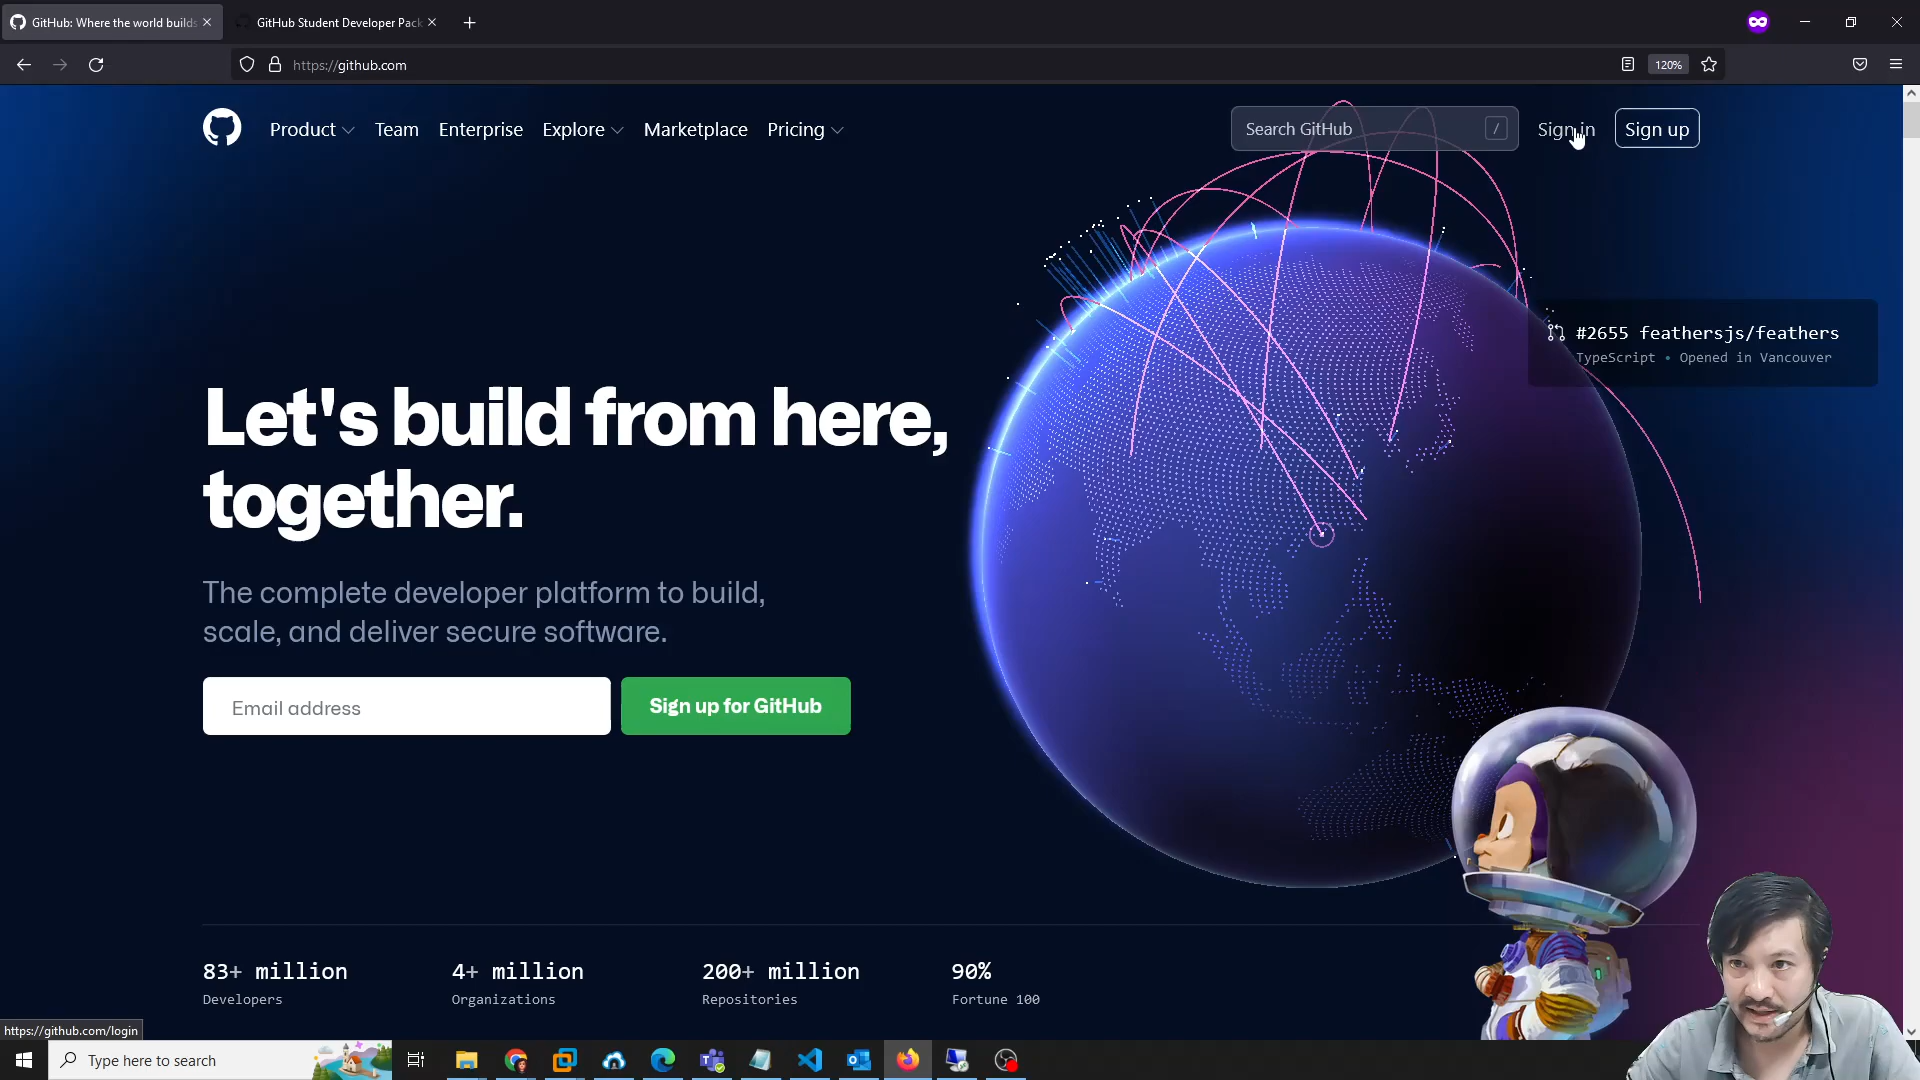 GitHub: Where the world builds
GitHub Student Developer Pack
https://github.com
120%
Product
Team
Enterprise
Explore
Marketplace
Pricing
Search GitHub
/
Sign in
Sign up
#2655 feathersjs/feathers
TypeScript • Opened in Vancouver
Let's build from here,
together.
The complete developer platform to build,
scale, and deliver secure software.
Email address
Sign up for GitHub
83+ million
Developers
4+ million
Organizations
200+ million
Repositories
90%
Fortune 100
https://github.com/login
Type here to search